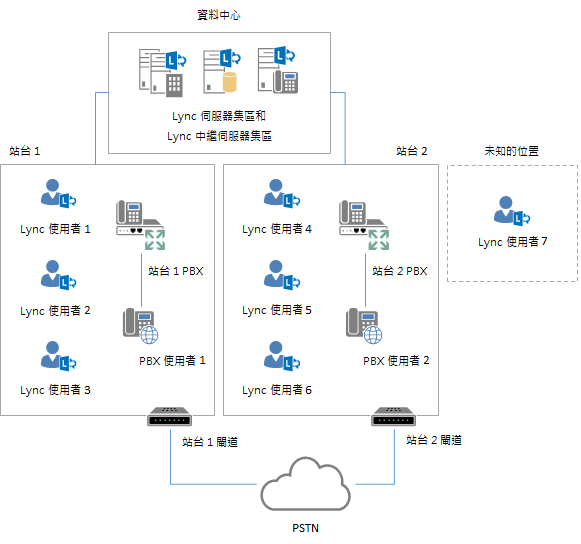 資料中心
Lync 伺服器集區和
Lync 中繼伺服器集區
站台 1
站台 2
未知的位置
Lync 使用者 1
Lync 使用者 4
Lync 使用者 7
站台 1 PBX
站台 2 PBX
Lync 使用者 2
Lync 使用者 5
PBX 使用者 1
PBX 使用者 2
Lync 使用者 3
Lync 使用者 6
站台 1 閘道
站台 2 閘道
PSTN